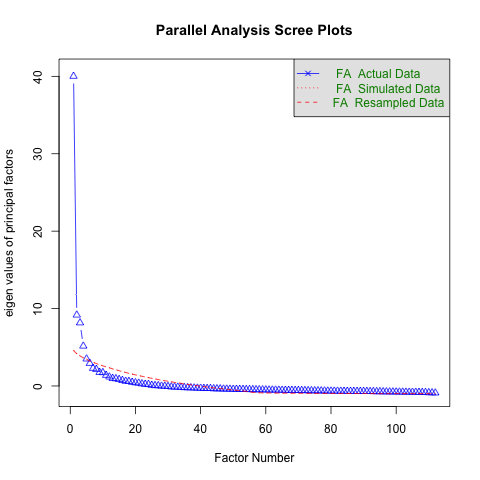 Parallel Analysis Scree Plots
FA Actual Data
FA Simulated Data
FA Resampled Data
eigen values of principal factors
40
30
20
10
0
0 20 40 60 80 100
Factor Number